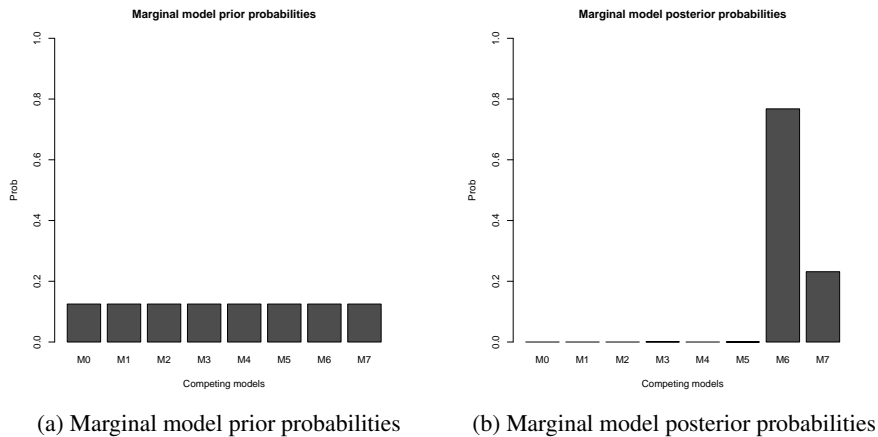 Marginal model prior probabilities
Prob
0.0 0.2 0.4 0.6 0.8 1.0
M0 M1 M2 M3 M4 M5 M6 M7
Competing models
(a) Marginal model prior probabilities
Marginal model posterior probabilities
Prob
0.0 0.2 0.4 0.6 0.8 1.0
M0 M1 M2 M3 M4 M5 M6 M7
Competing models
(b) Marginal model posterior probabilities